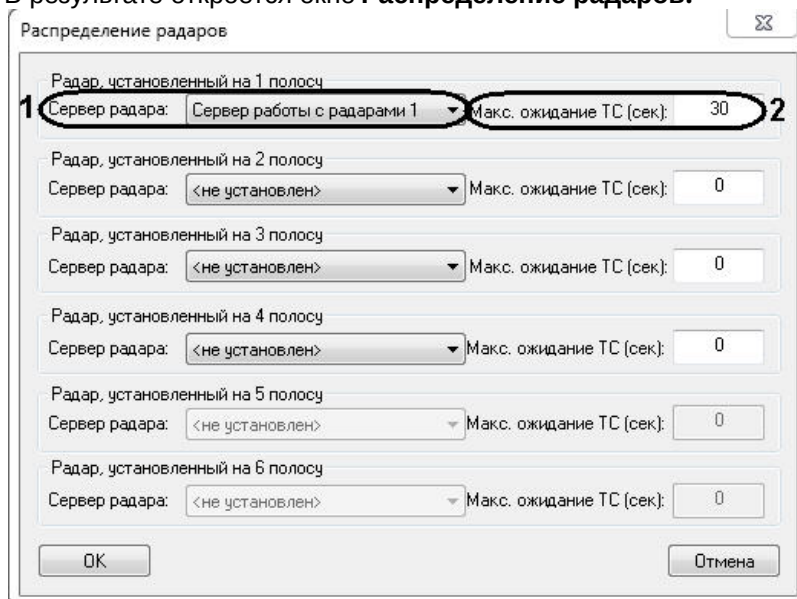 В результате откроется окно Распределение радаров.
Распределение радаров
Радар, установленный на 1 полосу
1 Сервер радара: Сервер работы с радарами 1 Макс. ожидание ТС (сек): 30 2
Радар, установленный на 2 полосу
Сервер радара: <не установлен> Макс. ожидание ТС (сек): 0
Радар, установленный на 3 полосу
Сервер радара: <не установлен> Макс. ожидание ТС (сек): 0
Радар, установленный на 4 полосу
Сервер радара: <не установлен> Макс. ожидание ТС (сек): 0
Радар, установленный на 5 полосу
Сервер радара: <не установлен> Макс. ожидание ТС (сек): 0
Радар, установленный на 6 полосу
Сервер радара: <не установлен> Макс. ожидание ТС (сек): 0
OK Отмена